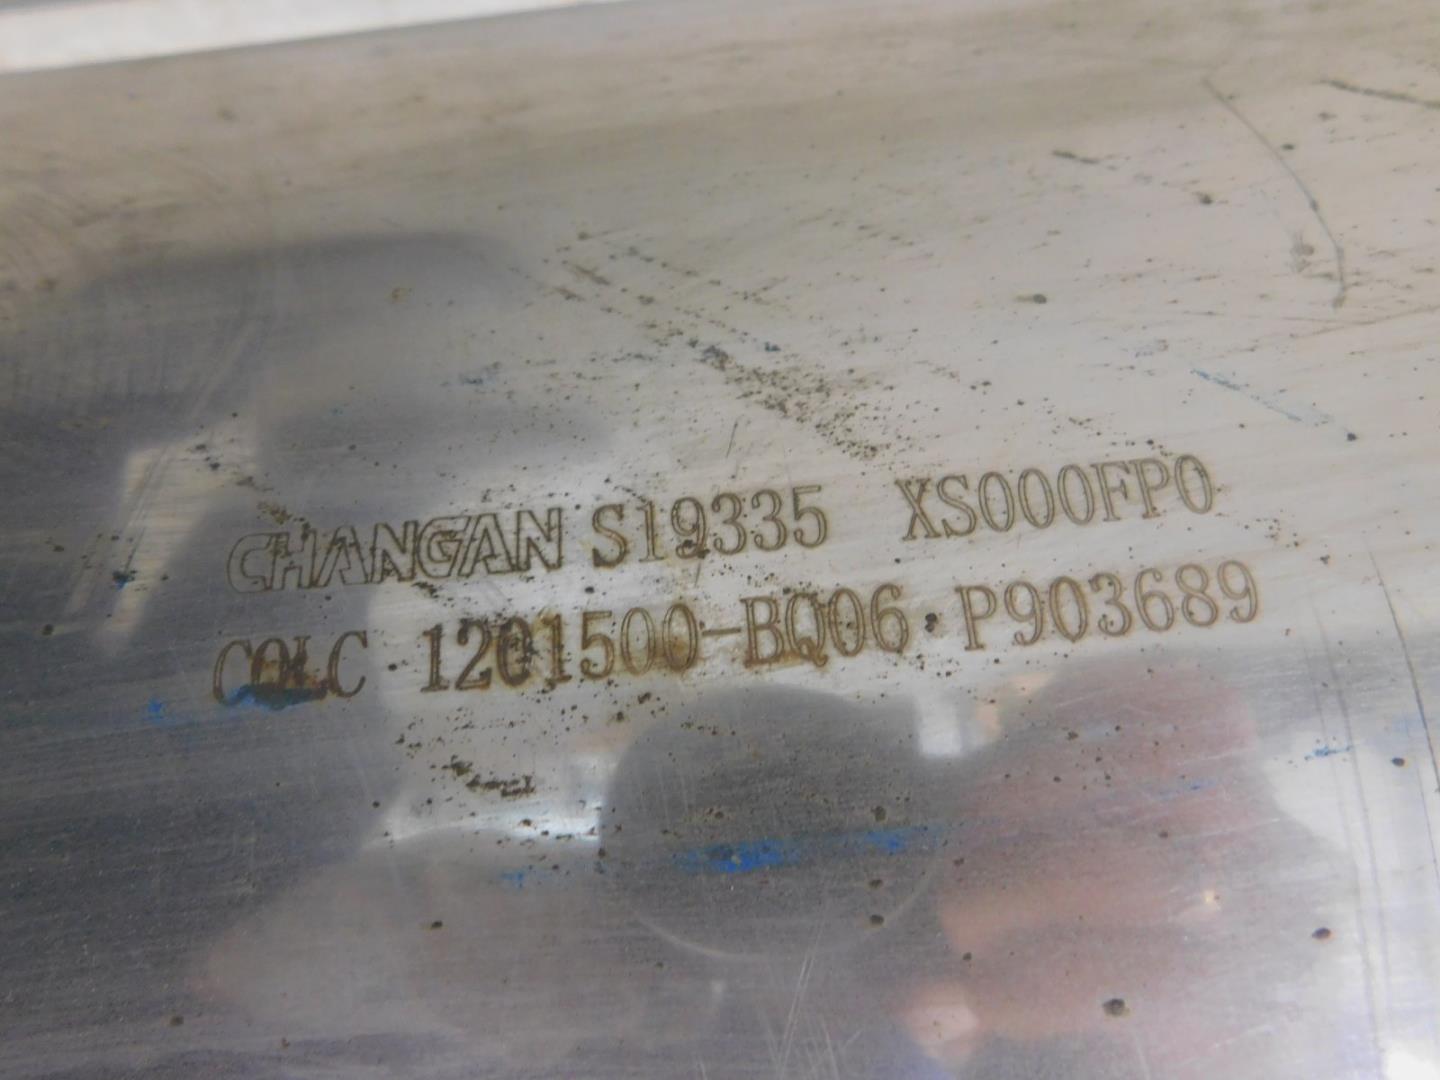 CHANGAN S19335 XS000FP0
COLC 1201500-BQ06 P903689